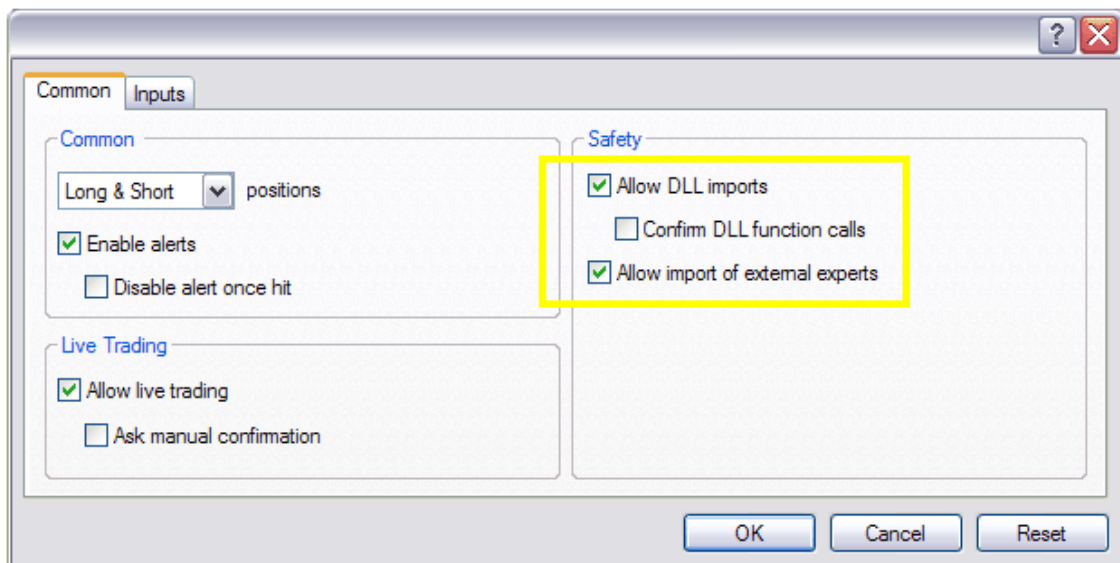 Common
Inputs
Common
Long & Short
positions
Enable alerts
Disable alert once hit
Live Trading
Allow live trading
Ask manual confirmation
Safety
Allow DLL imports
Confirm DLL function calls
Allow import of external experts
OK
Cancel
Reset